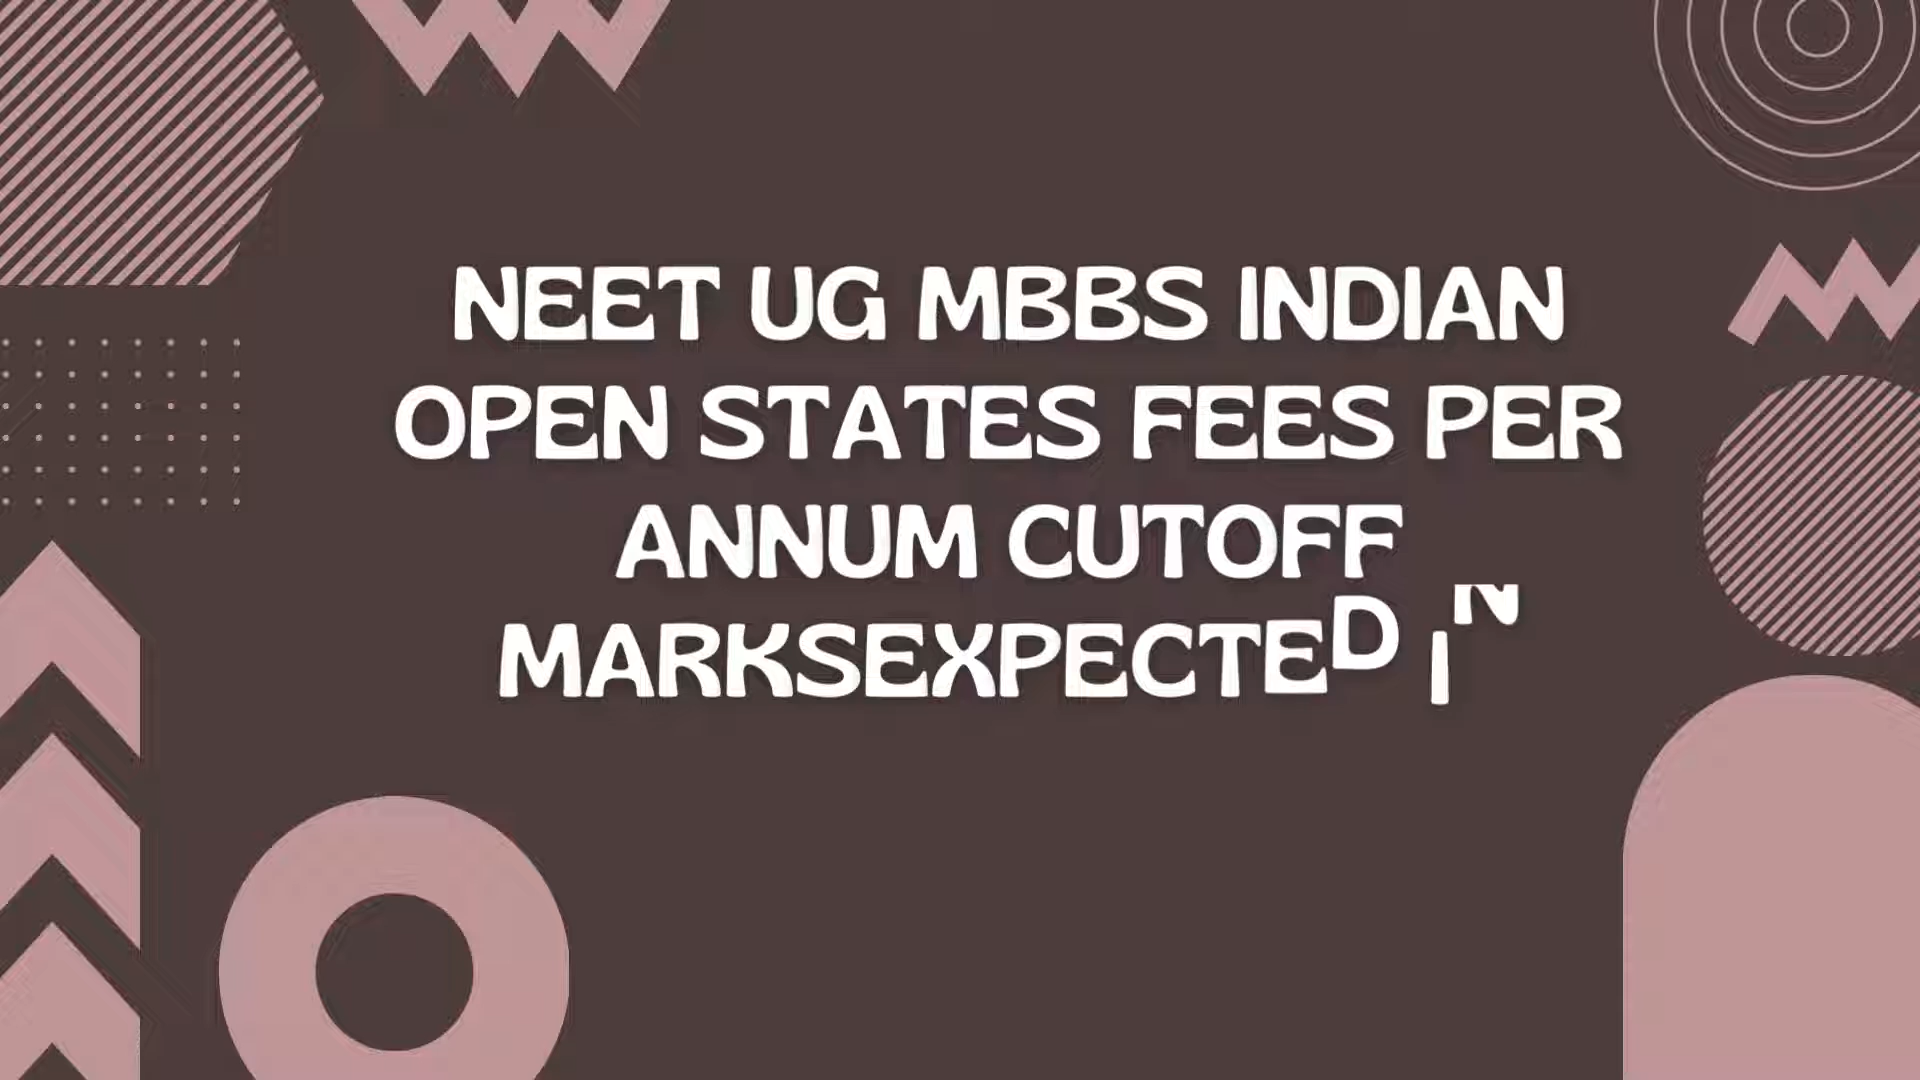 NEET UG MBBS INDIAN
OPEN STATES FEES PER
ANNUM CUTOFF
MARKSEXPECTED IN